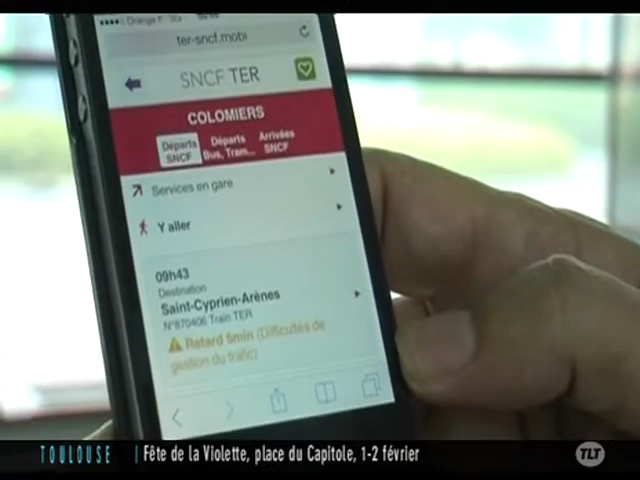 Orange F 3G
ter-sncf.mobi
SNCF TER
COLOMIERS
Départs SNCF
Départs Bus, Tram...
Arrivées SNCF
Services en gare
Y aller
09h43
Destination
Saint-Cyprien-Arènes
N°870406 Train TER
Retard 5min (Difficultés de
gestion du trafic)
TOULOUSE
Fête de la Violette, place du Capitole, 1-2 février
TLT